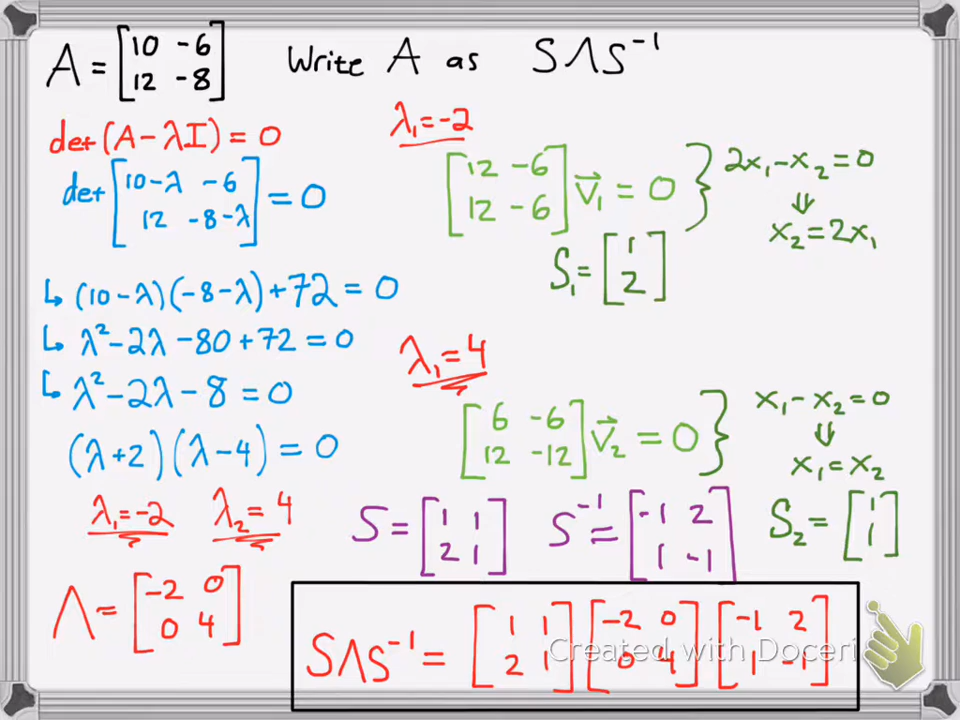 A = [10 -6; 12 -8] Write A as SΛS⁻¹
det(A-λI) = 0
det [10-λ -6; 12 -8-λ] = 0
↳ (10-λ)(-8-λ)+72 = 0
↳ λ²-2λ-80+72 = 0
↳ λ²-2λ-8 = 0
(λ+2)(λ-4) = 0
λ₁=-2 λ₂=4
Λ = [-2 0; 0 4]
λ₁=-2
[12 -6; 12 -6] v⃗₁ = 0 } 2x₁-x₂=0
⇓
x₂=2x₁
S₁ = [1; 2]
λ₁=4
[6 -6; 12 -12] v⃗₂ = 0 } x₁-x₂=0
⇓
x₁=x₂
S₂ = [1; 1]
S = [1 1; 2 1] S⁻¹ = [-1 2; 1 -1]
SΛS⁻¹ = [1 1; 2 1] [-2 0; 0 4] [-1 2; 1 -1]
Created with Doceri